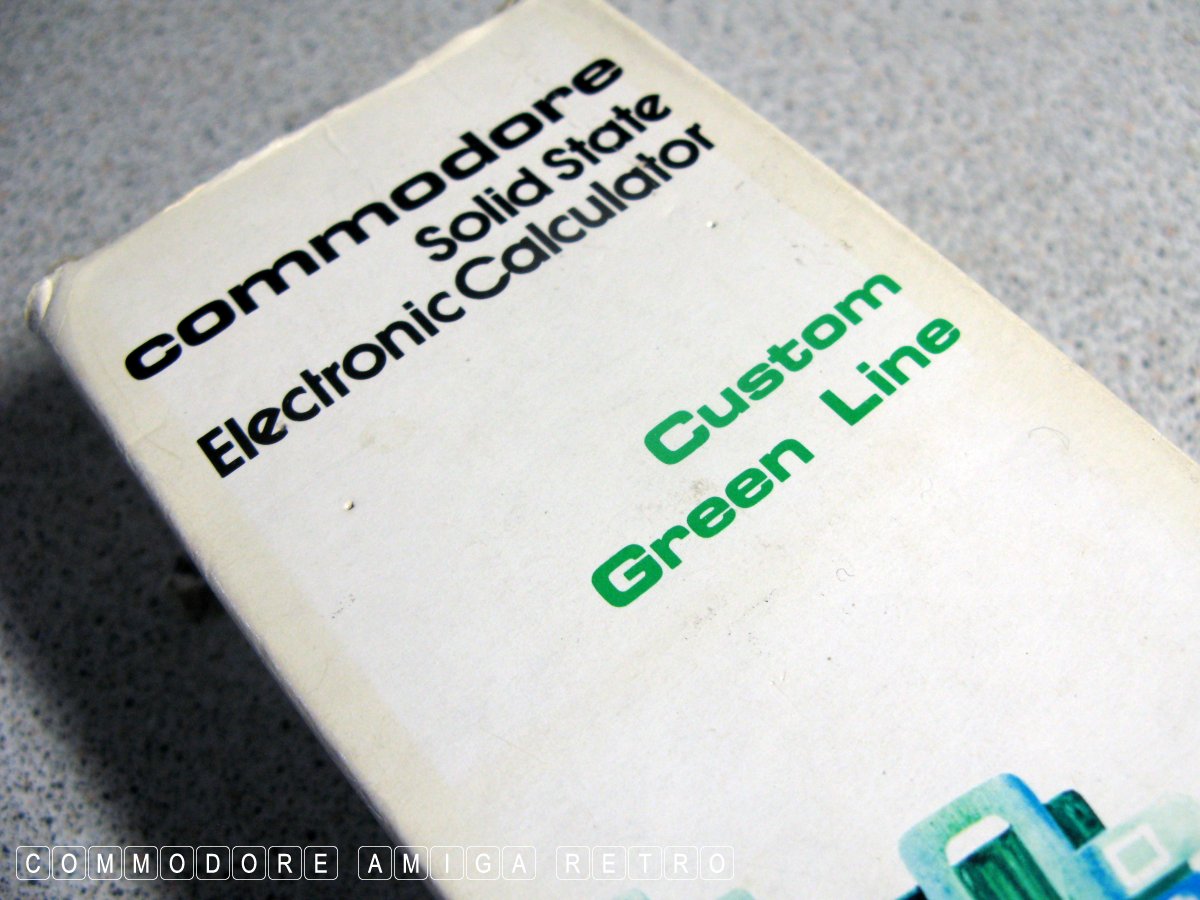 commodore
Solid State
Electronic Calculator
Custom
Green Line
COMMODORE AMIGA RETRO